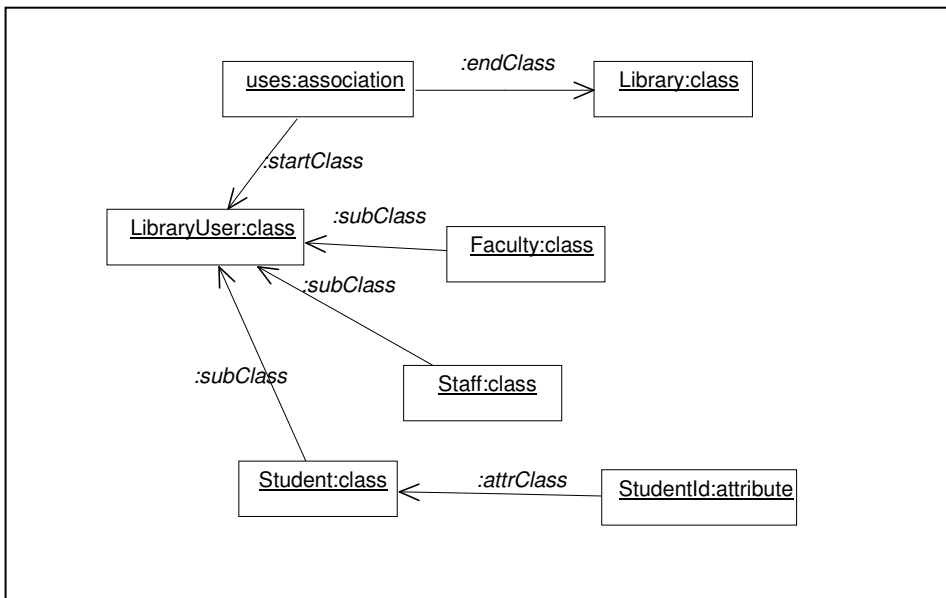 :endClass
uses:association
Library:class
:startClass
LibraryUser:class
:subClass
Faculty:class
:subClass
:subClass
Staff:class
Student:class
:attrClass
StudentId:attribute